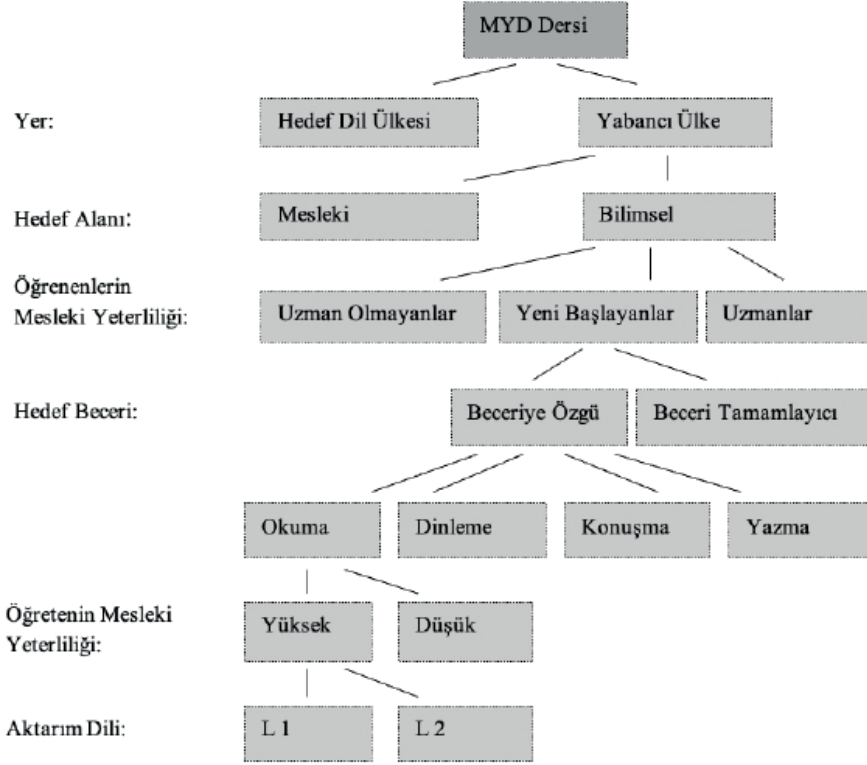 MYD Dersi
Yer:
Hedef Dil Ülkesi
Yabancı Ülke
Hedef Alanı:
Mesleki
Bilimsel
Öğrenenlerin
Mesleki Yeterliliği:
Uzman Olmayanlar
Yeni Başlayanlar
Uzmanlar
Hedef Beceri:
Beceriye Özgü
Beceri Tamamlayıcı
Okuma
Dinleme
Konuşma
Yazma
Öğretenin Mesleki
Yeterliliği:
Yüksek
Düşük
Aktarım Dili:
L 1
L 2